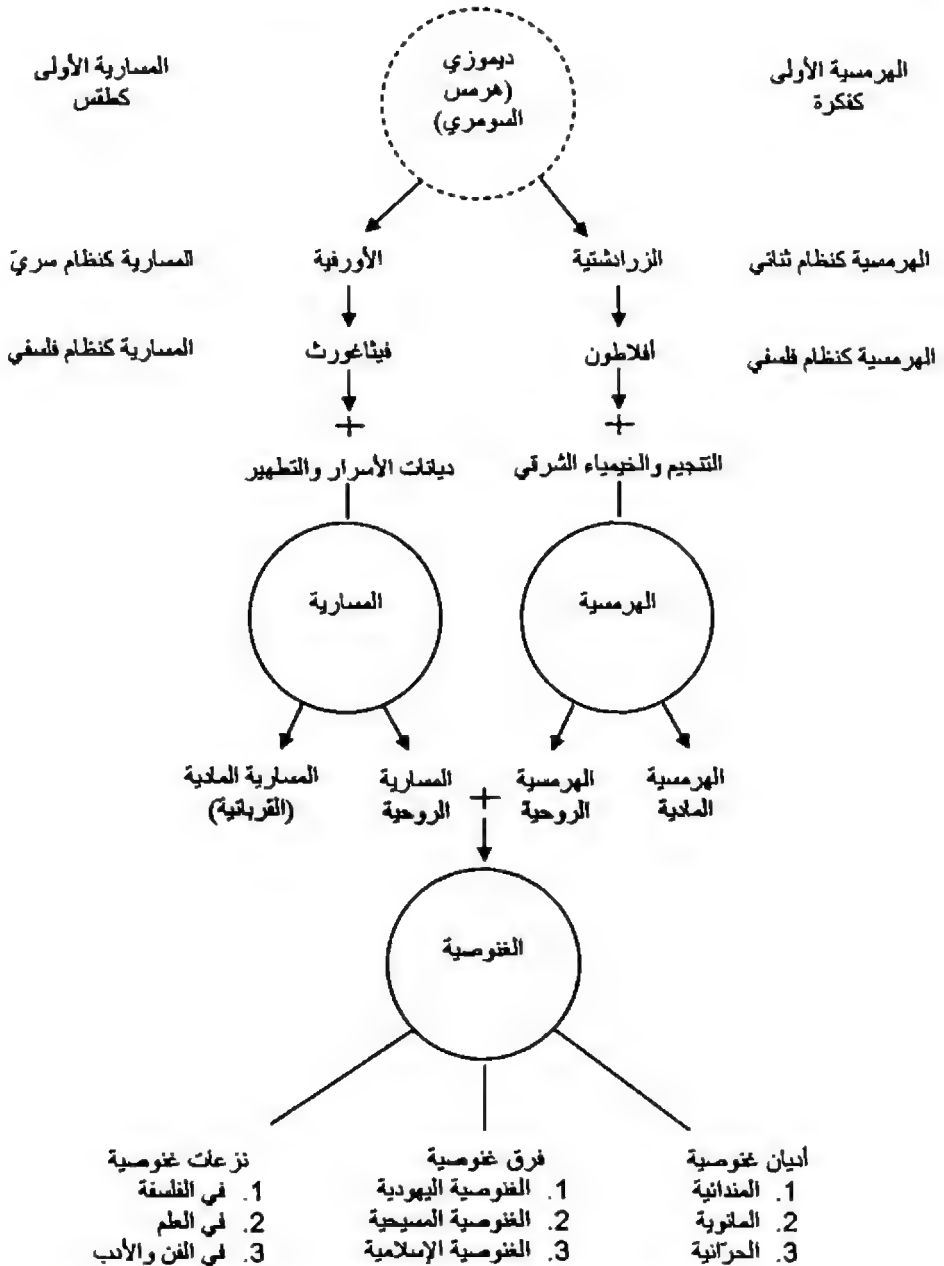 الهرمسية الأولى
كفكرة
ديموزي
(هرمس
السومري)
المسارية الأولى
كطقس
الهرمسية كنظام ثنائي
الزرادشتية
الأورفية
المسارية كنظام سريّ
الهرمسية كنظام فلسفي
أفلاطون
فيثاغورث
المسارية كنظام فلسفي
+
+
التنجيم والخيمياء الشرقي
ديانات الأسرار والتطهير
الهرمسية
المسارية
الهرمسية
المادية
الهرمسية
الروحية
+
المسارية
الروحية
المسارية المادية
(القربانية)
الغنوصية
أديان غنوصية
1. المندائية
2. المانوية
3. الحرّانية
فرق غنوصية
1. الغنوصية اليهودية
2. الغنوصية المسيحية
3. الغنوصية الإسلامية
نزعات غنوصية
1. في الفلسفة
2. في العلم
3. في الفن والأدب